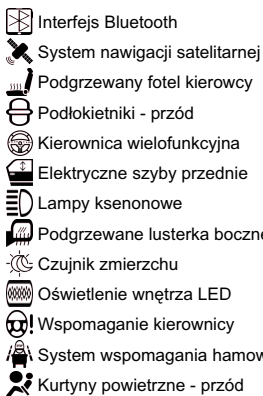 Interfejs Bluetooth
System nawigacji satelitarnej
Podgrzewany fotel kierowcy
Podłokietniki - przód
Kierownica wielofunkcyjna
Elektryczne szyby przednie
Lampy ksenonowe
Podgrzewane lusterka boczne
Czujnik zmierzchu
Oświetlenie wnętrza LED
Wspomaganie kierownicy
System wspomagania hamow
Kurtyny powietrzne - przód